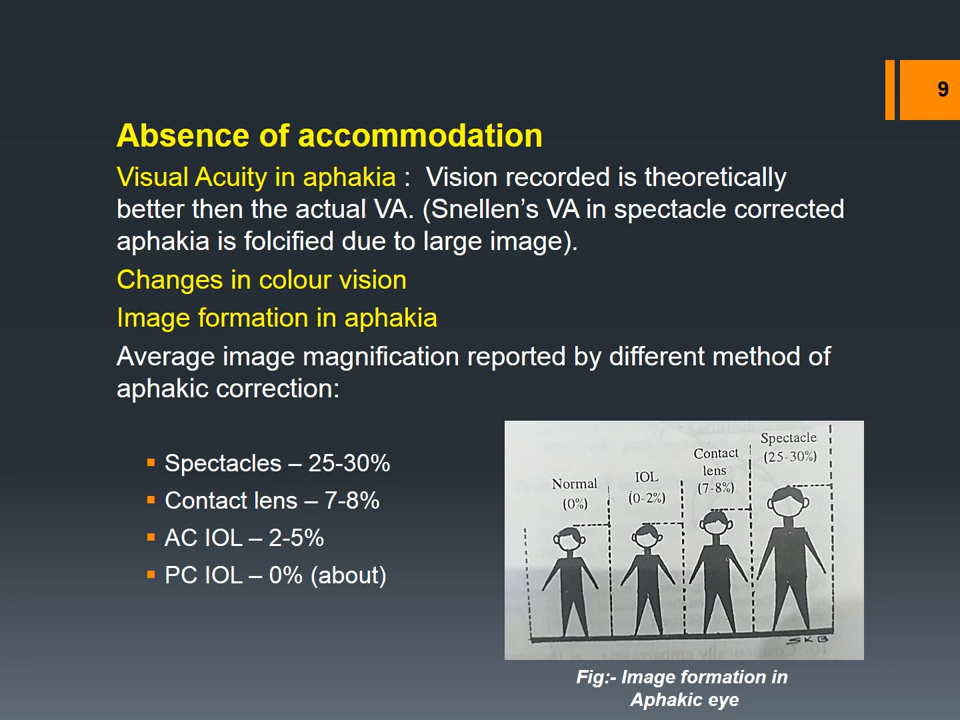 9
Absence of accommodation
Visual Acuity in aphakia : Vision recorded is theoretically
better then the actual VA. (Snellen’s VA in spectacle corrected
aphakia is folcified due to large image).
Changes in colour vision
Image formation in aphakia
Average image magnification reported by different method of
aphakic correction:
Spectacles – 25-30%
Contact lens – 7-8%
AC IOL – 2-5%
PC IOL – 0% (about)
Normal
(0%)
IOL
(0-2%)
Contact
lens
(7-8%)
Spectacle
(25-30%)
SKB
Fig:- Image formation in
Aphakic eye